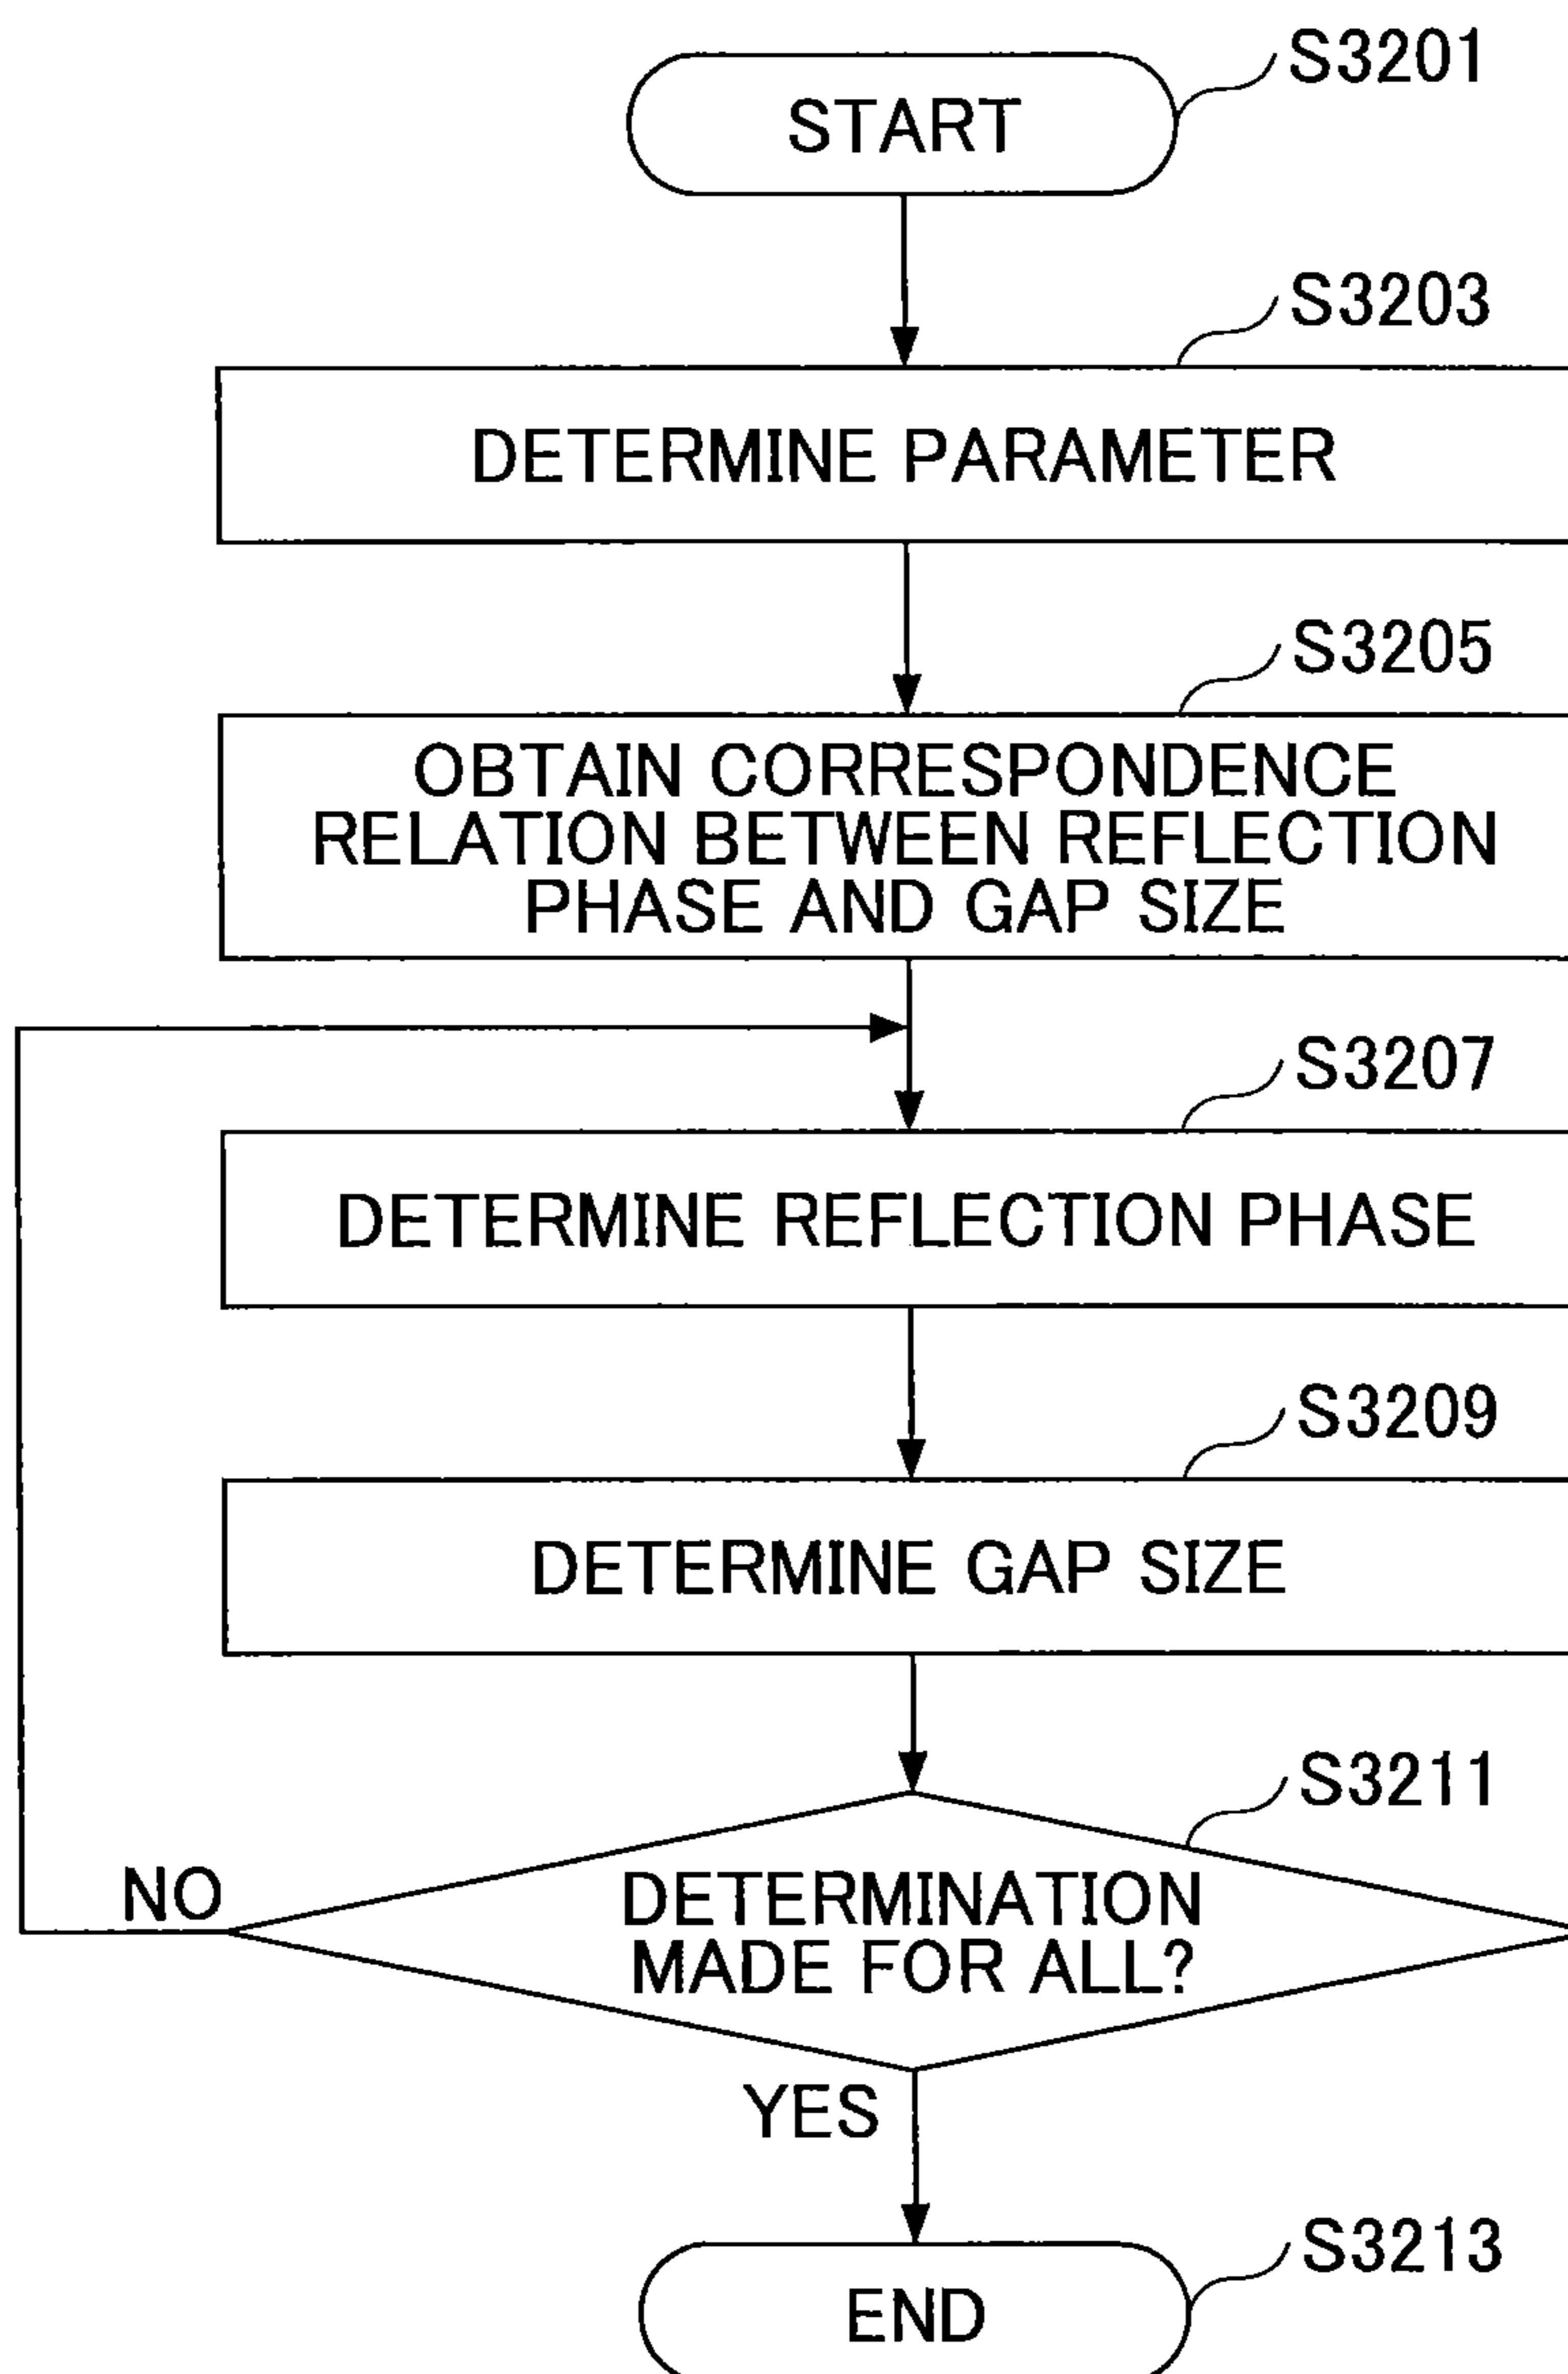 S3201
START
S3203
DETERMINE PARAMETER
S3205
OBTAIN CORRESPONDENCE
RELATION BETWEEN REFLECTION
PHASE AND GAP SIZE
S3207
DETERMINE REFLECTION PHASE
S3209
DETERMINE GAP SIZE
S3211
NO
DETERMINATION
MADE FOR ALL?
YES
S3213
END